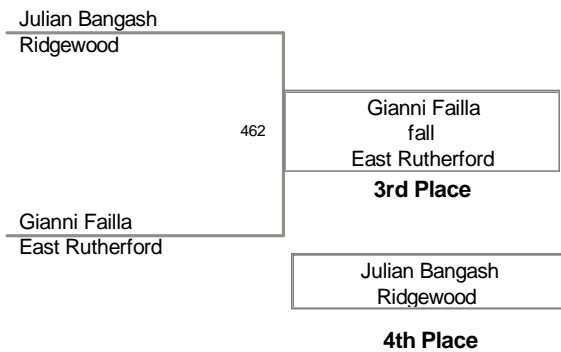 Julian Bangash
Ridgewood
462
Gianni Failla
fall
East Rutherford
3rd Place
Gianni Failla
East Rutherford
Julian Bangash
Ridgewood
4th Place